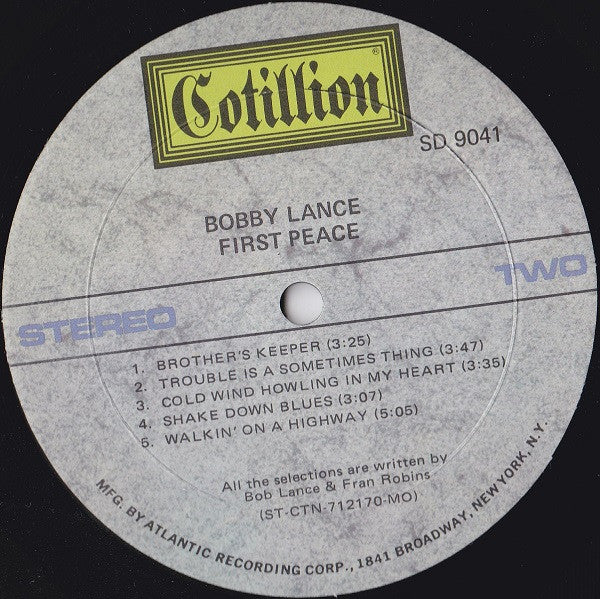 Cotillion®
SD 9041
BOBBY LANCE
FIRST PEACE
STEREO
TWO
1. BROTHER'S KEEPER (3:25)
2. TROUBLE IS A SOMETIMES THING (3:47)
3. COLD WIND HOWLING IN MY HEART (3:35)
4. SHAKE DOWN BLUES (3:07)
5. WALKIN' ON A HIGHWAY (5:05)
All the selections are written by
Bob Lance & Fran Robins
(ST-CTN-712170-MO)
MFG. BY ATLANTIC RECORDING CORP., 1841 BROADWAY, NEW YORK, N.Y.